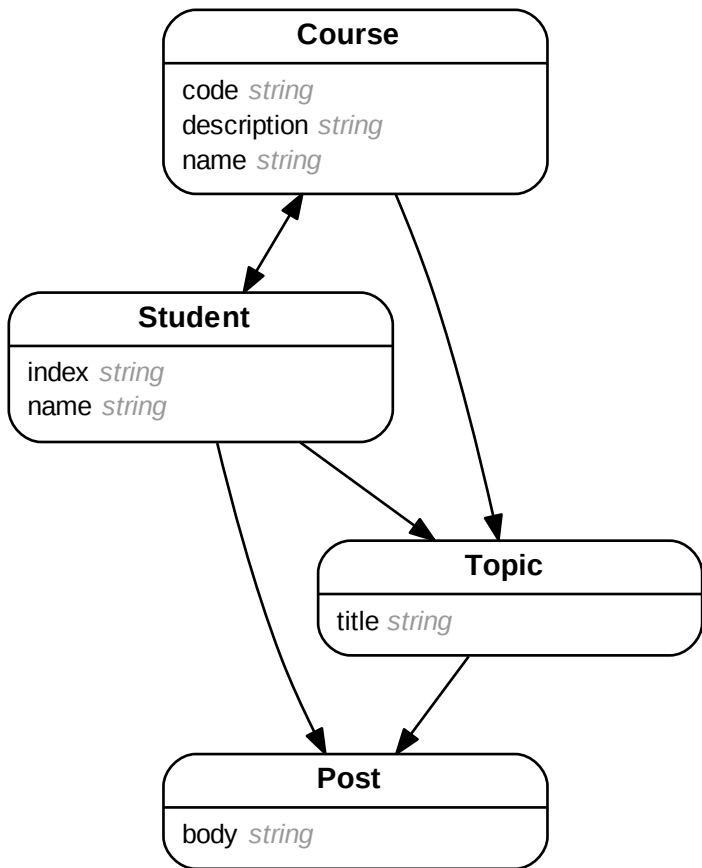 Course
code string
description string
name string
Student
index string
name string
Topic
title string
Post
body string